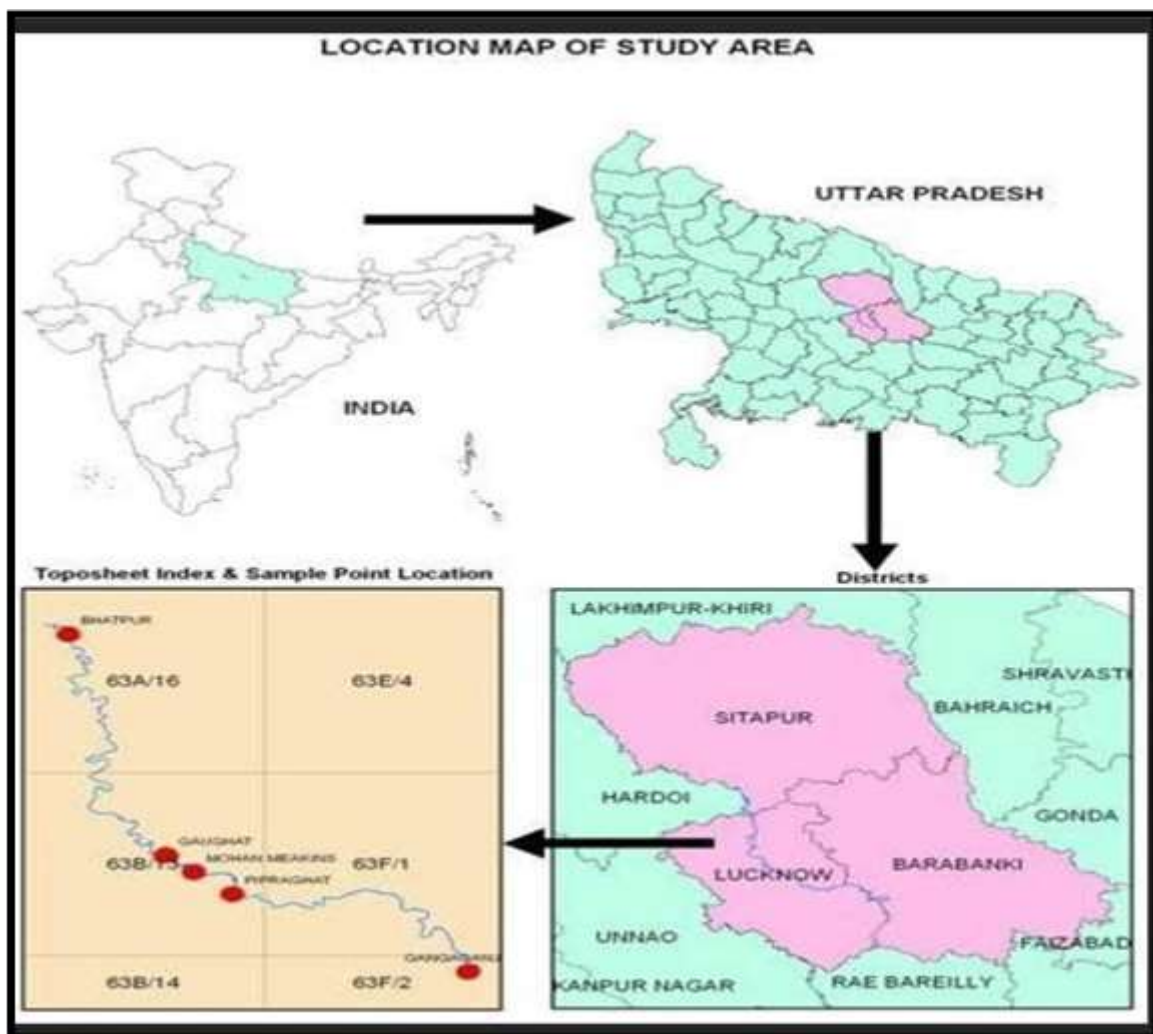 LOCATION MAP OF STUDY AREA
UTTAR PRADESH
INDIA
Toposheet Index & Sample Point Location
BHATPUR
63A/16
63E/4
GAUGHAT
MOHAN MEAKINS
63F/1
PIPRAGHAT
63B/14
63F/2
Districts
LAKHIMPUR-KHIRI
SHRAVASTI
BAHRAICH
SITAPUR
HARDOI
GONDA
BARABANKI
LUCKNOW
UNNAO
FAIZABAD
KANPUR NAGAR
RAE BAREILLY